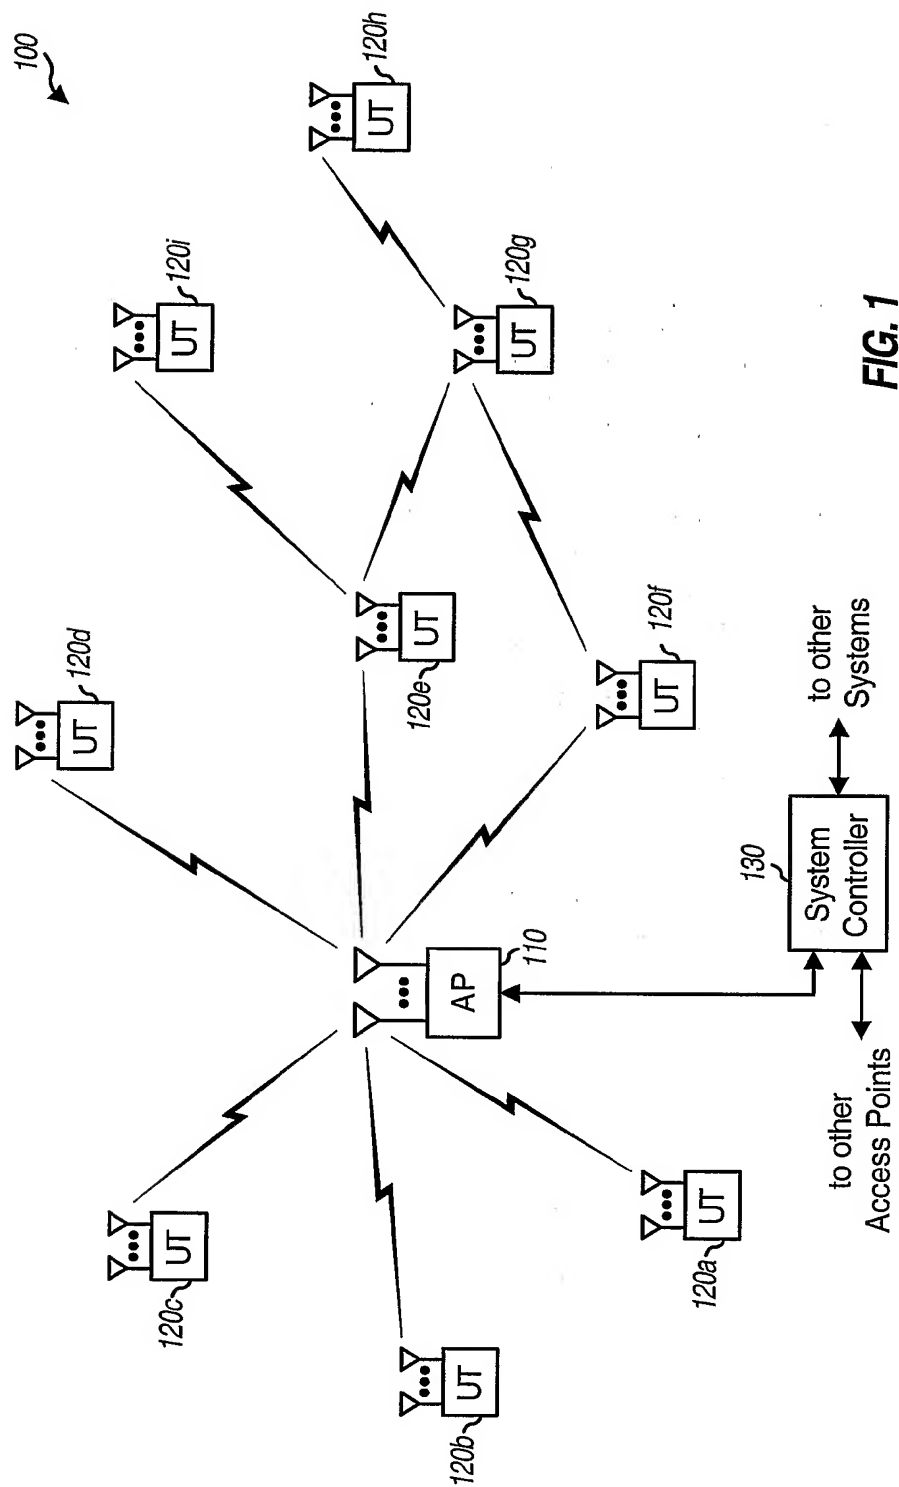 100
120h
UT
120i
UT
120g
UT
120d
UT
120e
UT
120f
UT
AP
110
120c
UT
120b
UT
120a
UT
130
System
Controller
to other
Systems
to other
Access Points
FIG. 1